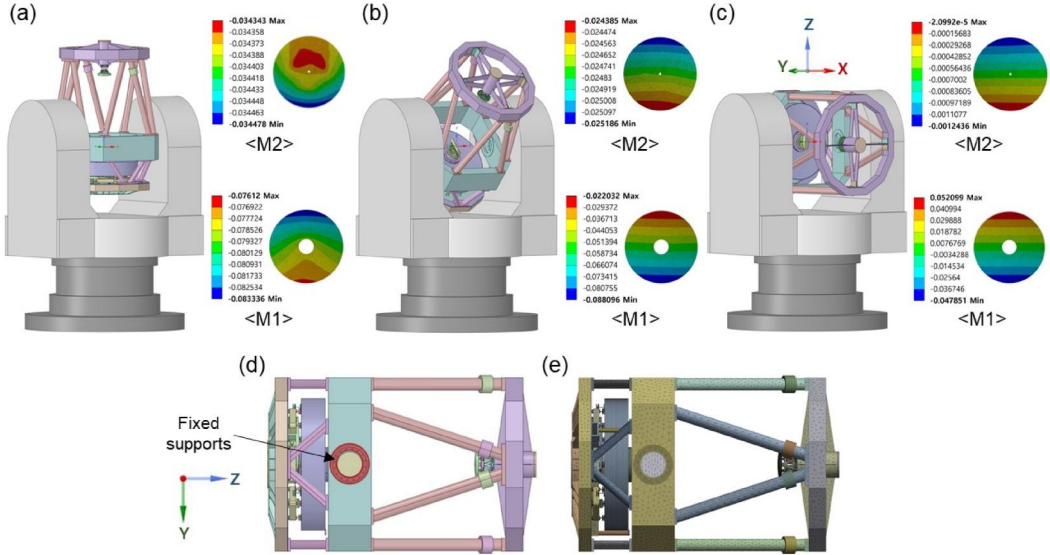 (a)
-0.034343 Max
-0.034358
-0.034373
-0.034388
-0.034403
-0.034418
-0.034433
-0.034448
-0.034463
-0.034478 Min
<M2>
-0.07612 Max
-0.076922
-0.077724
-0.078526
-0.079327
-0.080129
-0.080931
-0.081733
-0.082534
-0.083336 Min
<M1>
(b)
-0.024385 Max
-0.024474
-0.024563
-0.024652
-0.024741
-0.02483
-0.024919
-0.025008
-0.025097
-0.025186 Min
<M2>
-0.022032 Max
-0.029372
-0.036713
-0.044053
-0.051394
-0.058734
-0.066074
-0.073415
-0.080755
-0.088096 Min
<M1>
(c)
Z
Y
X
-2.0992e-5 Max
-0.00015683
-0.00029268
-0.00042852
-0.00056436
-0.0007002
-0.00083605
-0.00097189
-0.0011077
-0.0012436 Min
<M2>
0.052099 Max
0.040994
0.029888
0.018782
0.0076769
-0.0034288
-0.014534
-0.02564
-0.036746
-0.047851 Min
<M1>
(d)
Fixed
supports
Z
Y
(e)